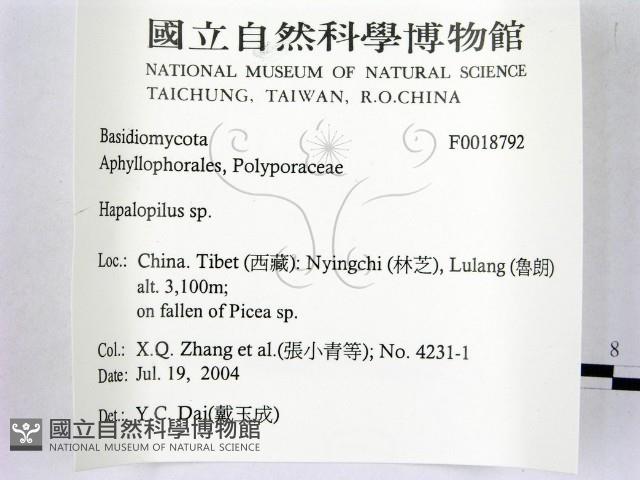 國立自然科學博物館
NATIONAL MUSEUM OF NATURAL SCIENCE
TAICHUNG, TAIWAN, R.O.CHINA
Basidiomycota F0018792
Aphyllophorales, Polyporaceae
Hapalopilus sp.
Loc.: China. Tibet (西藏): Nyingchi (林芝), Lulang (魯朗)
alt. 3,100m;
on fallen of Picea sp.
Col.: X.Q. Zhang et al.(張小青等); No. 4231-1
Date: Jul. 19, 2004
Det.: Y.C. Dai(戴玉成)
8
國立自然科學博物館
NATIONAL MUSEUM OF NATURAL SCIENCE